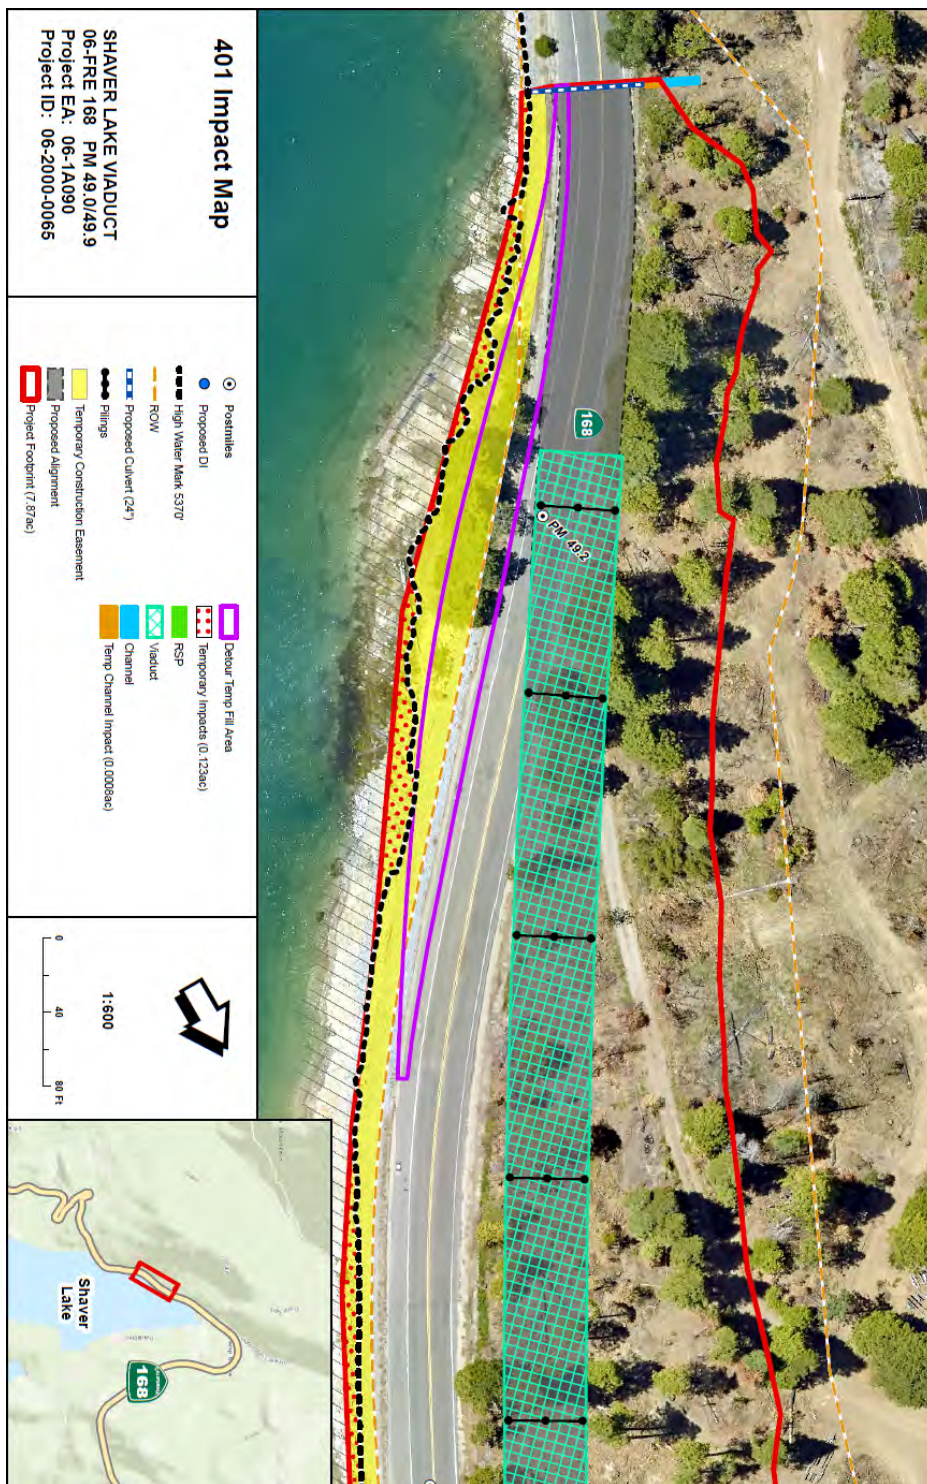 401 Impact Map
SHAVER LAKE VIADUCT
06-FRE 168 PM 49.0/49.9
Project EA: 06-1A090
Project ID: 06-2000-0065
Postmiles
Proposed DI
High Water Mark 5370'
ROW
Proposed Culvert (24")
Pilings
Temporary Construction Easement
Proposed Alignment
Project Footprint (7.87ac)
Detour Temp Fill Area
Temporary Impacts (0.123ac)
RSP
Viaduct
Channel
Temp Channel Impact (0.0008ac)
1:600
0 40 80 Ft
168
PM 49.2
Shaver
Lake
168